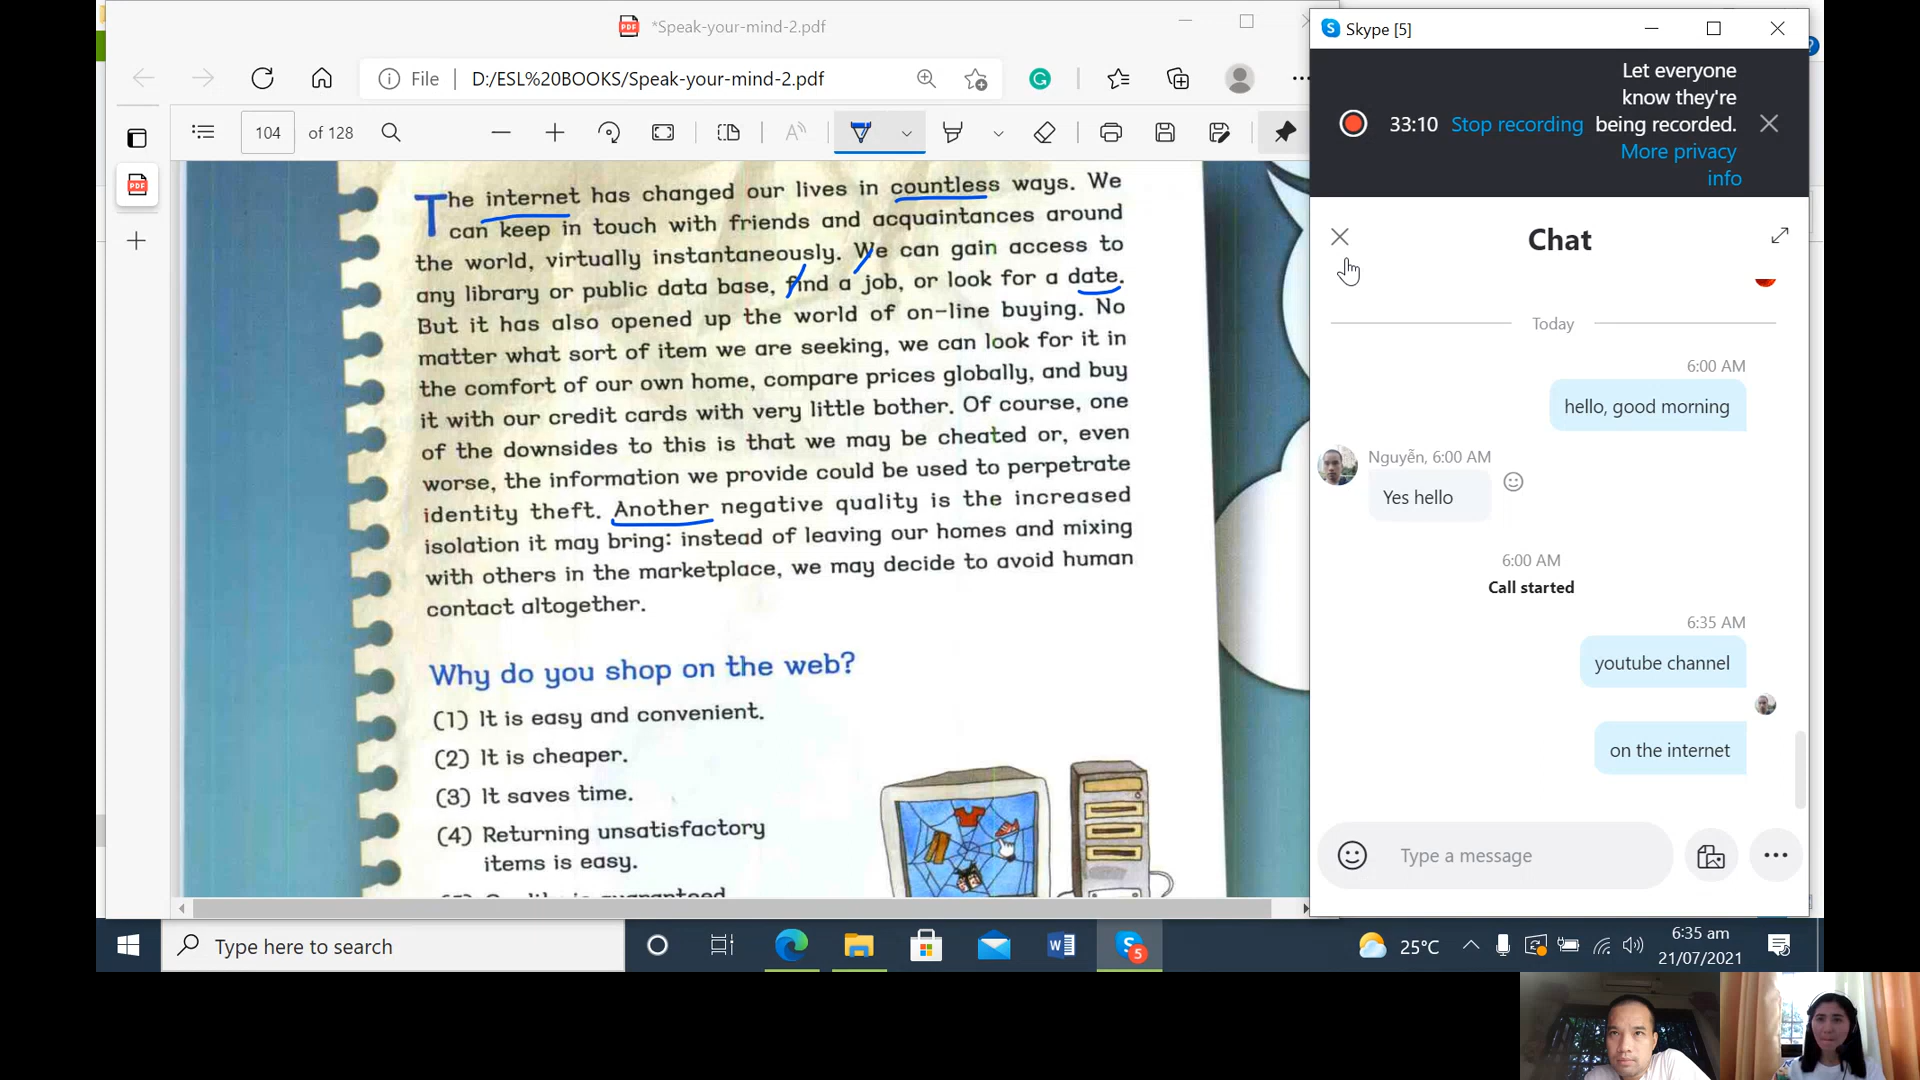 *Speak-your-mind-2.pdf
File
D:/ESL%20BOOKS/Speak-your-mind-2.pdf
104 of 128
The internet has changed our lives in countless ways. We
can keep in touch with friends and acquaintances around
the world, virtually instantaneously. We can gain access to
any library or public data base, find a job, or look for a date.
But it has also opened up the world of on-line buying. No
matter what sort of item we are seeking, we can look for it in
the comfort of our own home, compare prices globally, and buy
it with our credit cards with very little bother. Of course, one
of the downsides to this is that we may be cheated or, even
worse, the information we provide could be used to perpetrate
identity theft. Another negative quality is the increased
isolation it may bring: instead of leaving our homes and mixing
with others in the marketplace, we may decide to avoid human
contact altogether.
Why do you shop on the web?
(1) It is easy and convenient.
(2) It is cheaper.
(3) It saves time.
(4) Returning unsatisfactory
items is easy.
Skype [5]
33:10 Stop recording
Let everyone
know they're
being recorded.
More privacy
info
Chat
Today
6:00 AM
hello, good morning
Nguyễn, 6:00 AM
Yes hello
6:00 AM
Call started
6:35 AM
youtube channel
on the internet
Type a message
Type here to search
5
25°C
6:35 am
21/07/2021